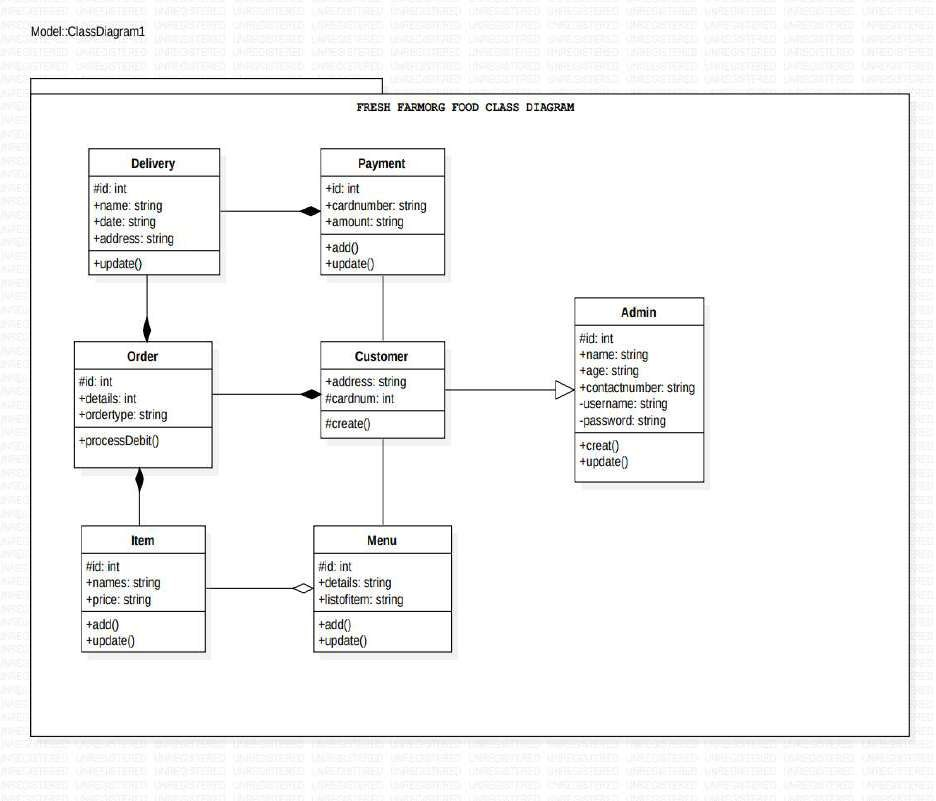 Model::ClassDiagram1
FRESH FARMORG FOOD CLASS DIAGRAM
Delivery
#id: int
+name: string
+date: string
+address: string
+update()
Payment
+id: int
+cardnumber: string
+amount: string
+add()
+update()
Order
#id: int
+details: int
+ordertype: string
+processDebit()
Customer
+address: string
#cardnum: int
#create()
Admin
#id: int
+name: string
+age: string
+contactnumber: string
-username: string
-password: string
+creat()
+update()
Item
#id: int
+names: string
+price: string
+add()
+update()
Menu
#id: int
+details: string
+listofitem: string
+add()
+update()
UNREGISTERED